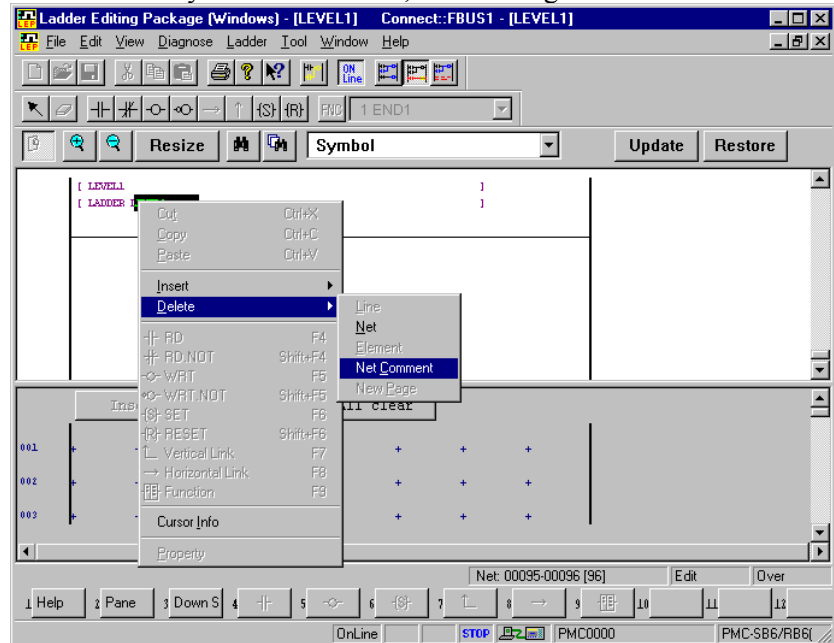 Ladder Editing Package (Windows) - [LEVEL1] Connect::FBUS1 - [LEVEL1]
File Edit View Diagnose Ladder Tool Window Help
ON Line
(S) (R) FNC 1 END1
Resize Symbol Update Restore
[ LEVEL1 ]
[ LADDER ]
Cut Ctrl+X
Copy Ctrl+C
Paste Ctrl+V
Insert
Delete
Line
Net
Element
Net Comment
New Page
RD F4
RD.NOT Shift+F4
WRT F5
WRT.NOT Shift+F5
SET F6
RESET Shift+F6
Vertical Link F7
Horizontal Link F8
Function F9
Cursor Info
Property
Ins All clear
001
002
003
Net: 00095-00096 [96] Edit Over
1 Help 2 Pane 3 Down S 4 5 6 (S) 7 8 9 10 11 12
OnLine STOP PMC0000 PMC-SB6/RB6(